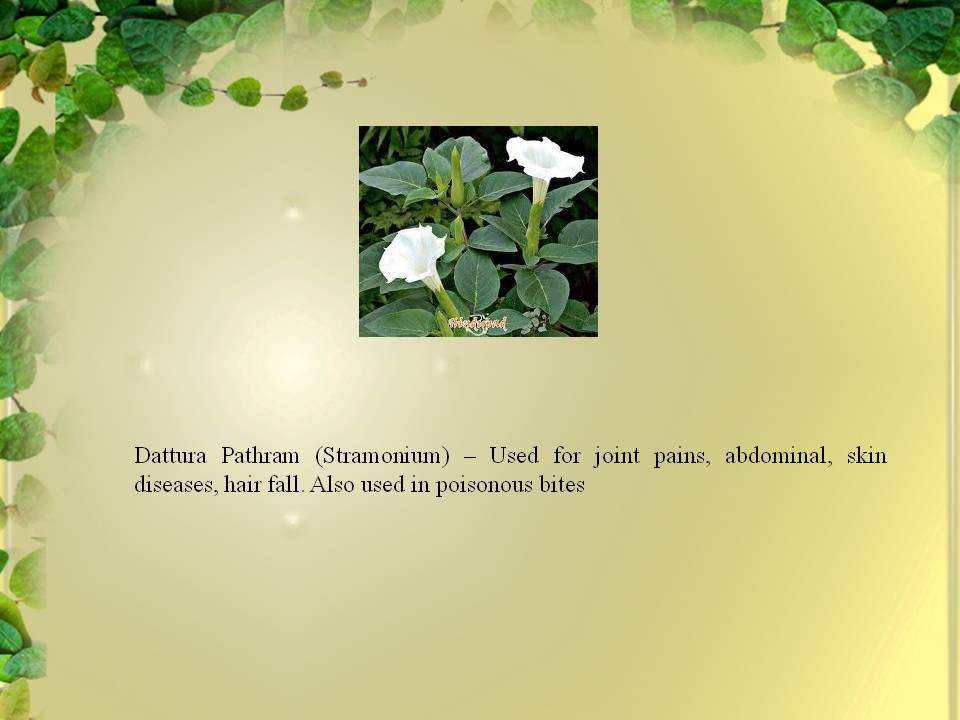 Dattura Pathram (Stramonium) – Used for joint pains, abdominal, skin
diseases, hair fall. Also used in poisonous bites